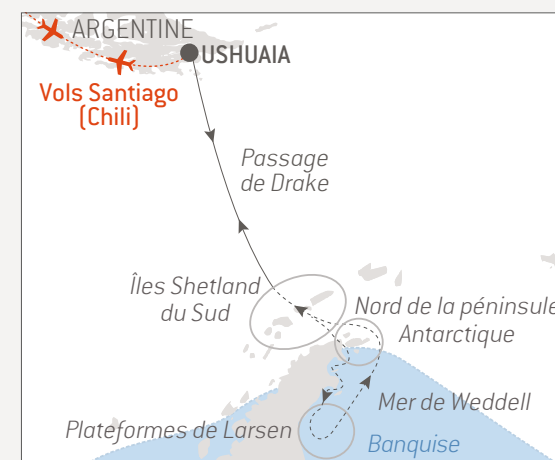 ARGENTINE
USHUAIA
Vols Santiago
(Chili)
Passage
de Drake
Îles Shetland
du Sud
Nord de la péninsule
Antarctique
Mer de Weddell
Plateformes de Larsen
Banquise